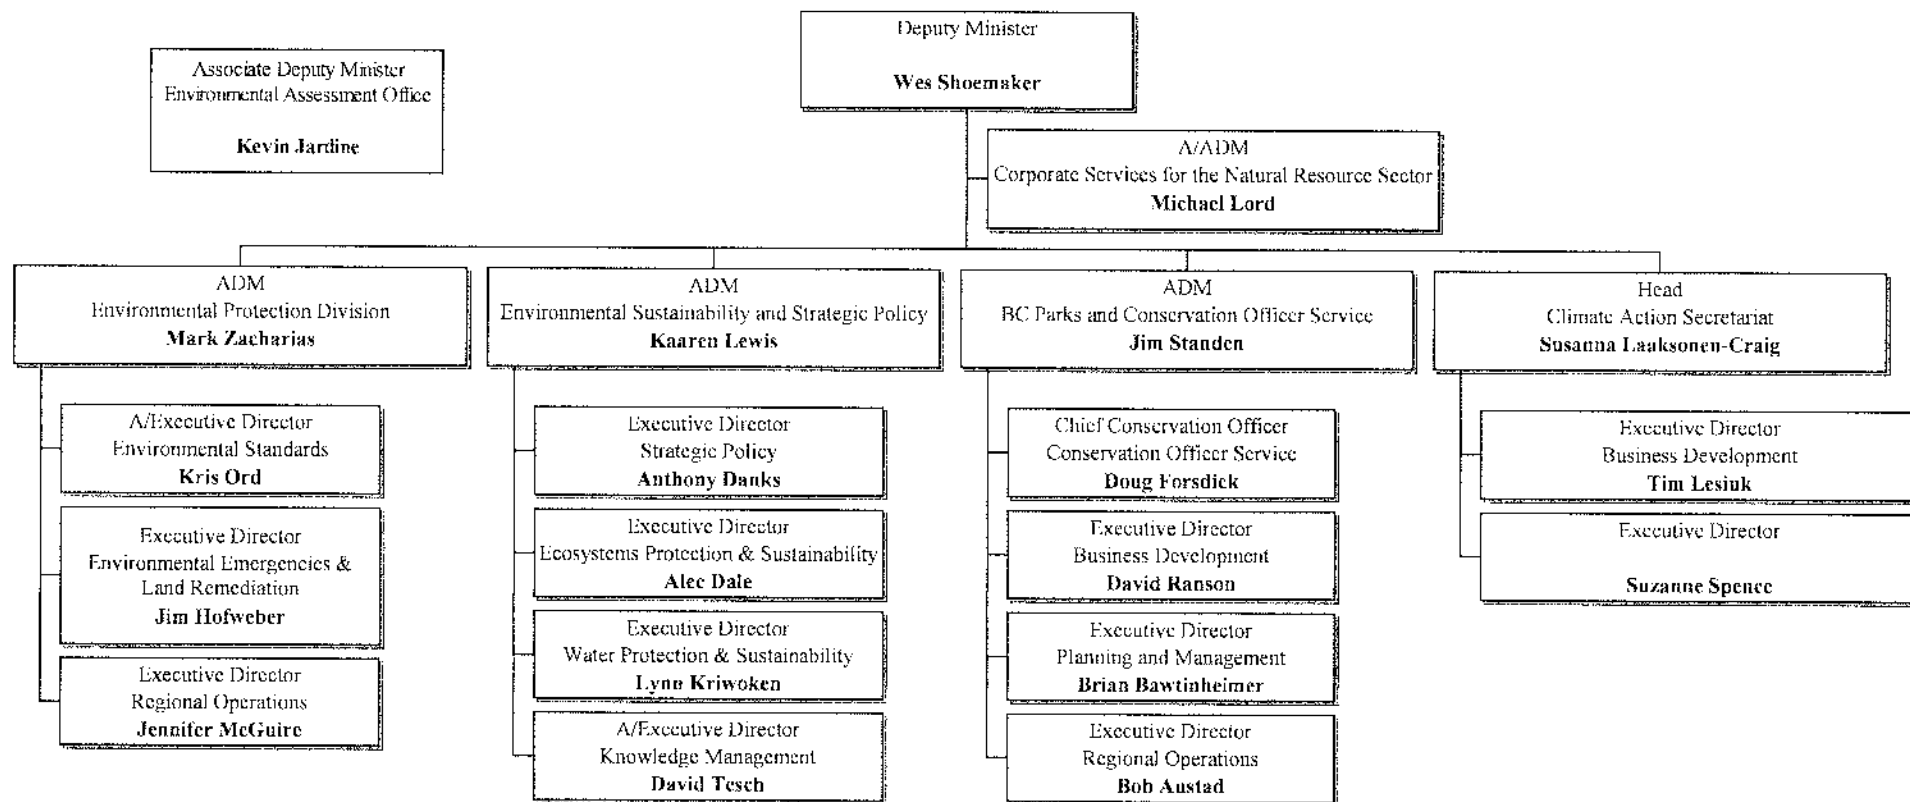 Deputy Minister
Wes Shoemaker
Associate Deputy Minister
Environmental Assessment Office
Kevin Jardine
A/ADM
Corporate Services for the Natural Resource Sector
Michael Lord
ADM
Environmental Protection Division
Mark Zacharias
ADM
Environmental Sustainability and Strategic Policy
Kaaren Lewis
ADM
BC Parks and Conservation Officer Service
Jim Standen
Head
Climate Action Secretariat
Susanna Laaksonen-Craig
A/Executive Director
Environmental Standards
Kris Ord
Executive Director
Environmental Emergencies &
Land Remediation
Jim Hofweber
Executive Director
Regional Operations
Jennifer McGuire
Executive Director
Strategic Policy
Anthony Danks
Executive Director
Ecosystems Protection & Sustainability
Alec Dale
Executive Director
Water Protection & Sustainability
Lynn Kriwoken
A/Executive Director
Knowledge Management
David Tesch
Chief Conservation Officer
Conservation Officer Service
Doug Forsdick
Executive Director
Business Development
David Ranson
Executive Director
Planning and Management
Brian Bawtinheimer
Executive Director
Regional Operations
Bob Austad
Executive Director
Business Development
Tim Lesiuk
Executive Director
Suzanne Spence